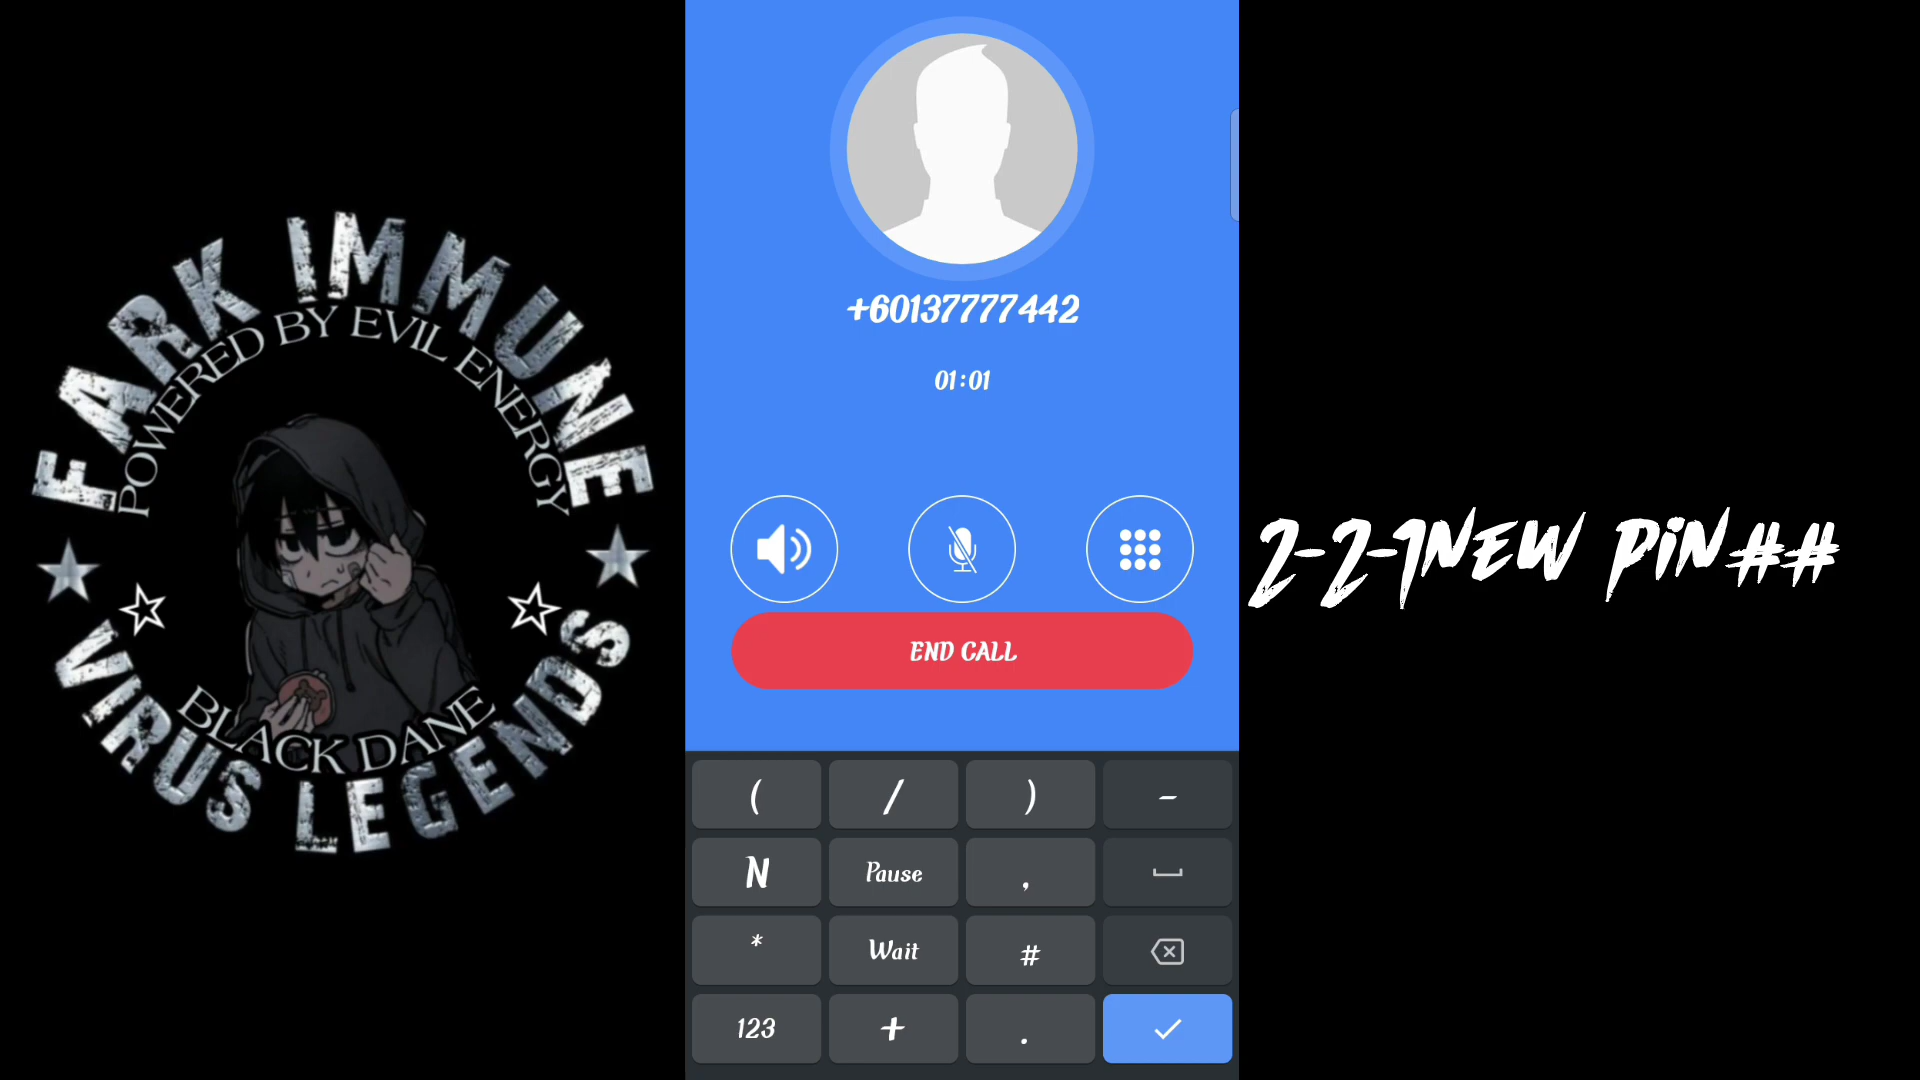 FARK IMMUNE
POWERED BY EVIL ENERGY
BLACK DANE
VIRUS LEGENDS
+60137777442
01:01
END CALL
( / ) -
N Pause ,
* Wait #
123 + .
2-2-1NEW PIN##